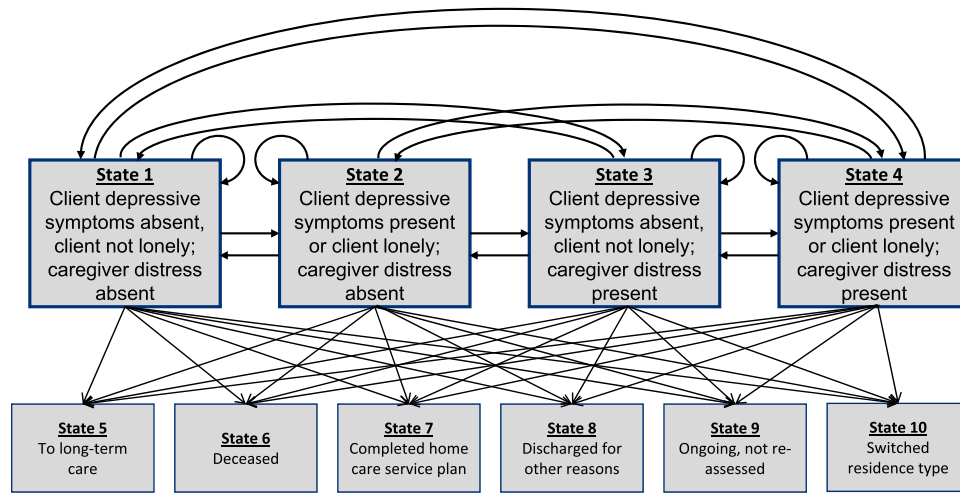 State 1
Client depressive
symptoms absent,
client not lonely;
caregiver distress
absent
State 2
Client depressive
symptoms present
or client lonely;
caregiver distress
absent
State 3
Client depressive
symptoms absent,
client not lonely;
caregiver distress
present
State 4
Client depressive
symptoms present
or client lonely;
caregiver distress
present
State 5
To long-term
care
State 6
Deceased
State 7
Completed home
care service plan
State 8
Discharged for
other reasons
State 9
Ongoing, not re-
assessed
State 10
Switched
residence type